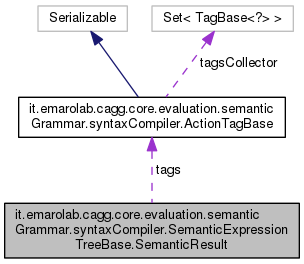 Serializable
Set< TagBase<?> >
tagsCollector
it.emarolab.cagg.core.evaluation.semantic
Grammar.syntaxCompiler.ActionTagBase
tags
it.emarolab.cagg.core.evaluation.semantic
Grammar.syntaxCompiler.SemanticExpression
TreeBase.SemanticResult